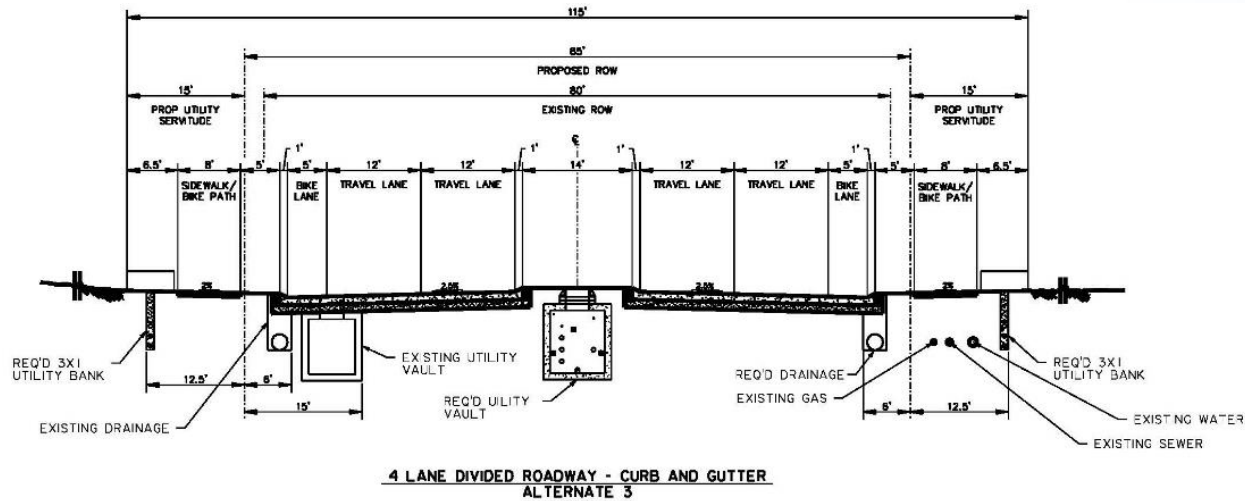 115'
85'
PROPOSED ROW
15'
80'
15'
PROP UTILITY
SERVITUDE
EXISTING ROW
PROP UTILITY
SERVITUDE
1'
℄
1'
1'
1'
6.5'
8'
5'
5'
12'
12'
14'
12'
12'
5'
5'
8'
6.5'
SIDEWALK/
BIKE PATH
BIKE
LANE
TRAVEL LANE
TRAVEL LANE
TRAVEL LANE
TRAVEL LANE
BIKE
LANE
SIDEWALK/
BIKE PATH
2%
2.5%
2.5%
2%
REQ'D 3X1
UTILITY BANK
12.5'
6'
15'
EXISTING DRAINAGE
EXISTING UTILITY
VAULT
REQ'D UILITY
VAULT
REQ'D DRAINAGE
EXISTING GAS
6'
12.5'
REQ'D 3X1
UTILITY BANK
EXISTING WATER
EXISTING SEWER
4 LANE DIVIDED ROADWAY - CURB AND GUTTER
ALTERNATE 3